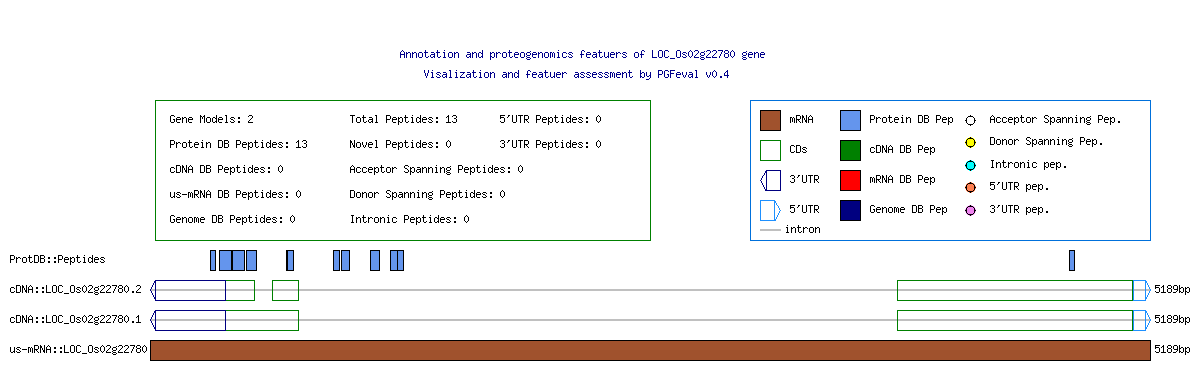 Annotation and proteogenomics featuers of LOC_Os02g22780 gene
Visalization and featuer assessment by PGFeval v0.4
Gene Models: 2 Total Peptides: 13 5'UTR Peptides: 0
Protein DB Peptides: 13 Novel Peptides: 0 3'UTR Peptides: 0
cDNA DB Peptides: 0 Acceptor Spanning Peptides: 0
us-mRNA DB Peptides: 0 Donor Spanning Peptides: 0
Genome DB Peptides: 0 Intronic Peptides: 0
mRNA Protein DB Pep Acceptor Spanning Pep.
CDs cDNA DB Pep Donor Spanning Pep.
3'UTR mRNA DB Pep Intronic pep.
5'UTR Genome DB Pep 5'UTR pep.
intron 3'UTR pep.
ProtDB::Peptides
cDNA::LOC_Os02g22780.2 5189bp
cDNA::LOC_Os02g22780.1 5189bp
us-mRNA::LOC_Os02g22780 5189bp